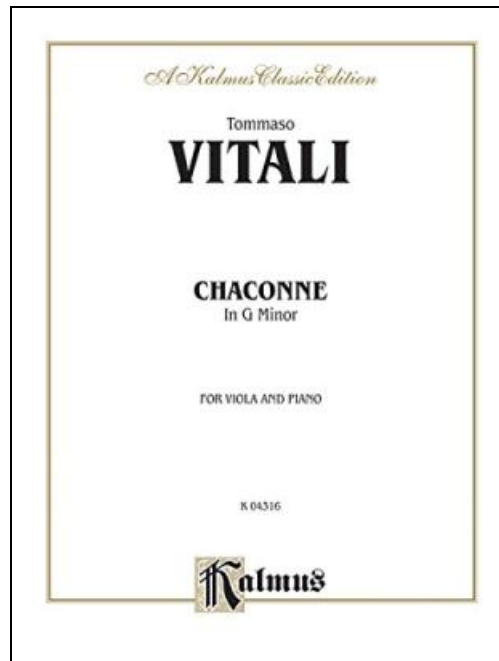 A Kalmus Classic Edition
Tommaso
VITALI
CHACONNE
In G Minor
FOR VIOLA AND PIANO
K 04316
Kalmus